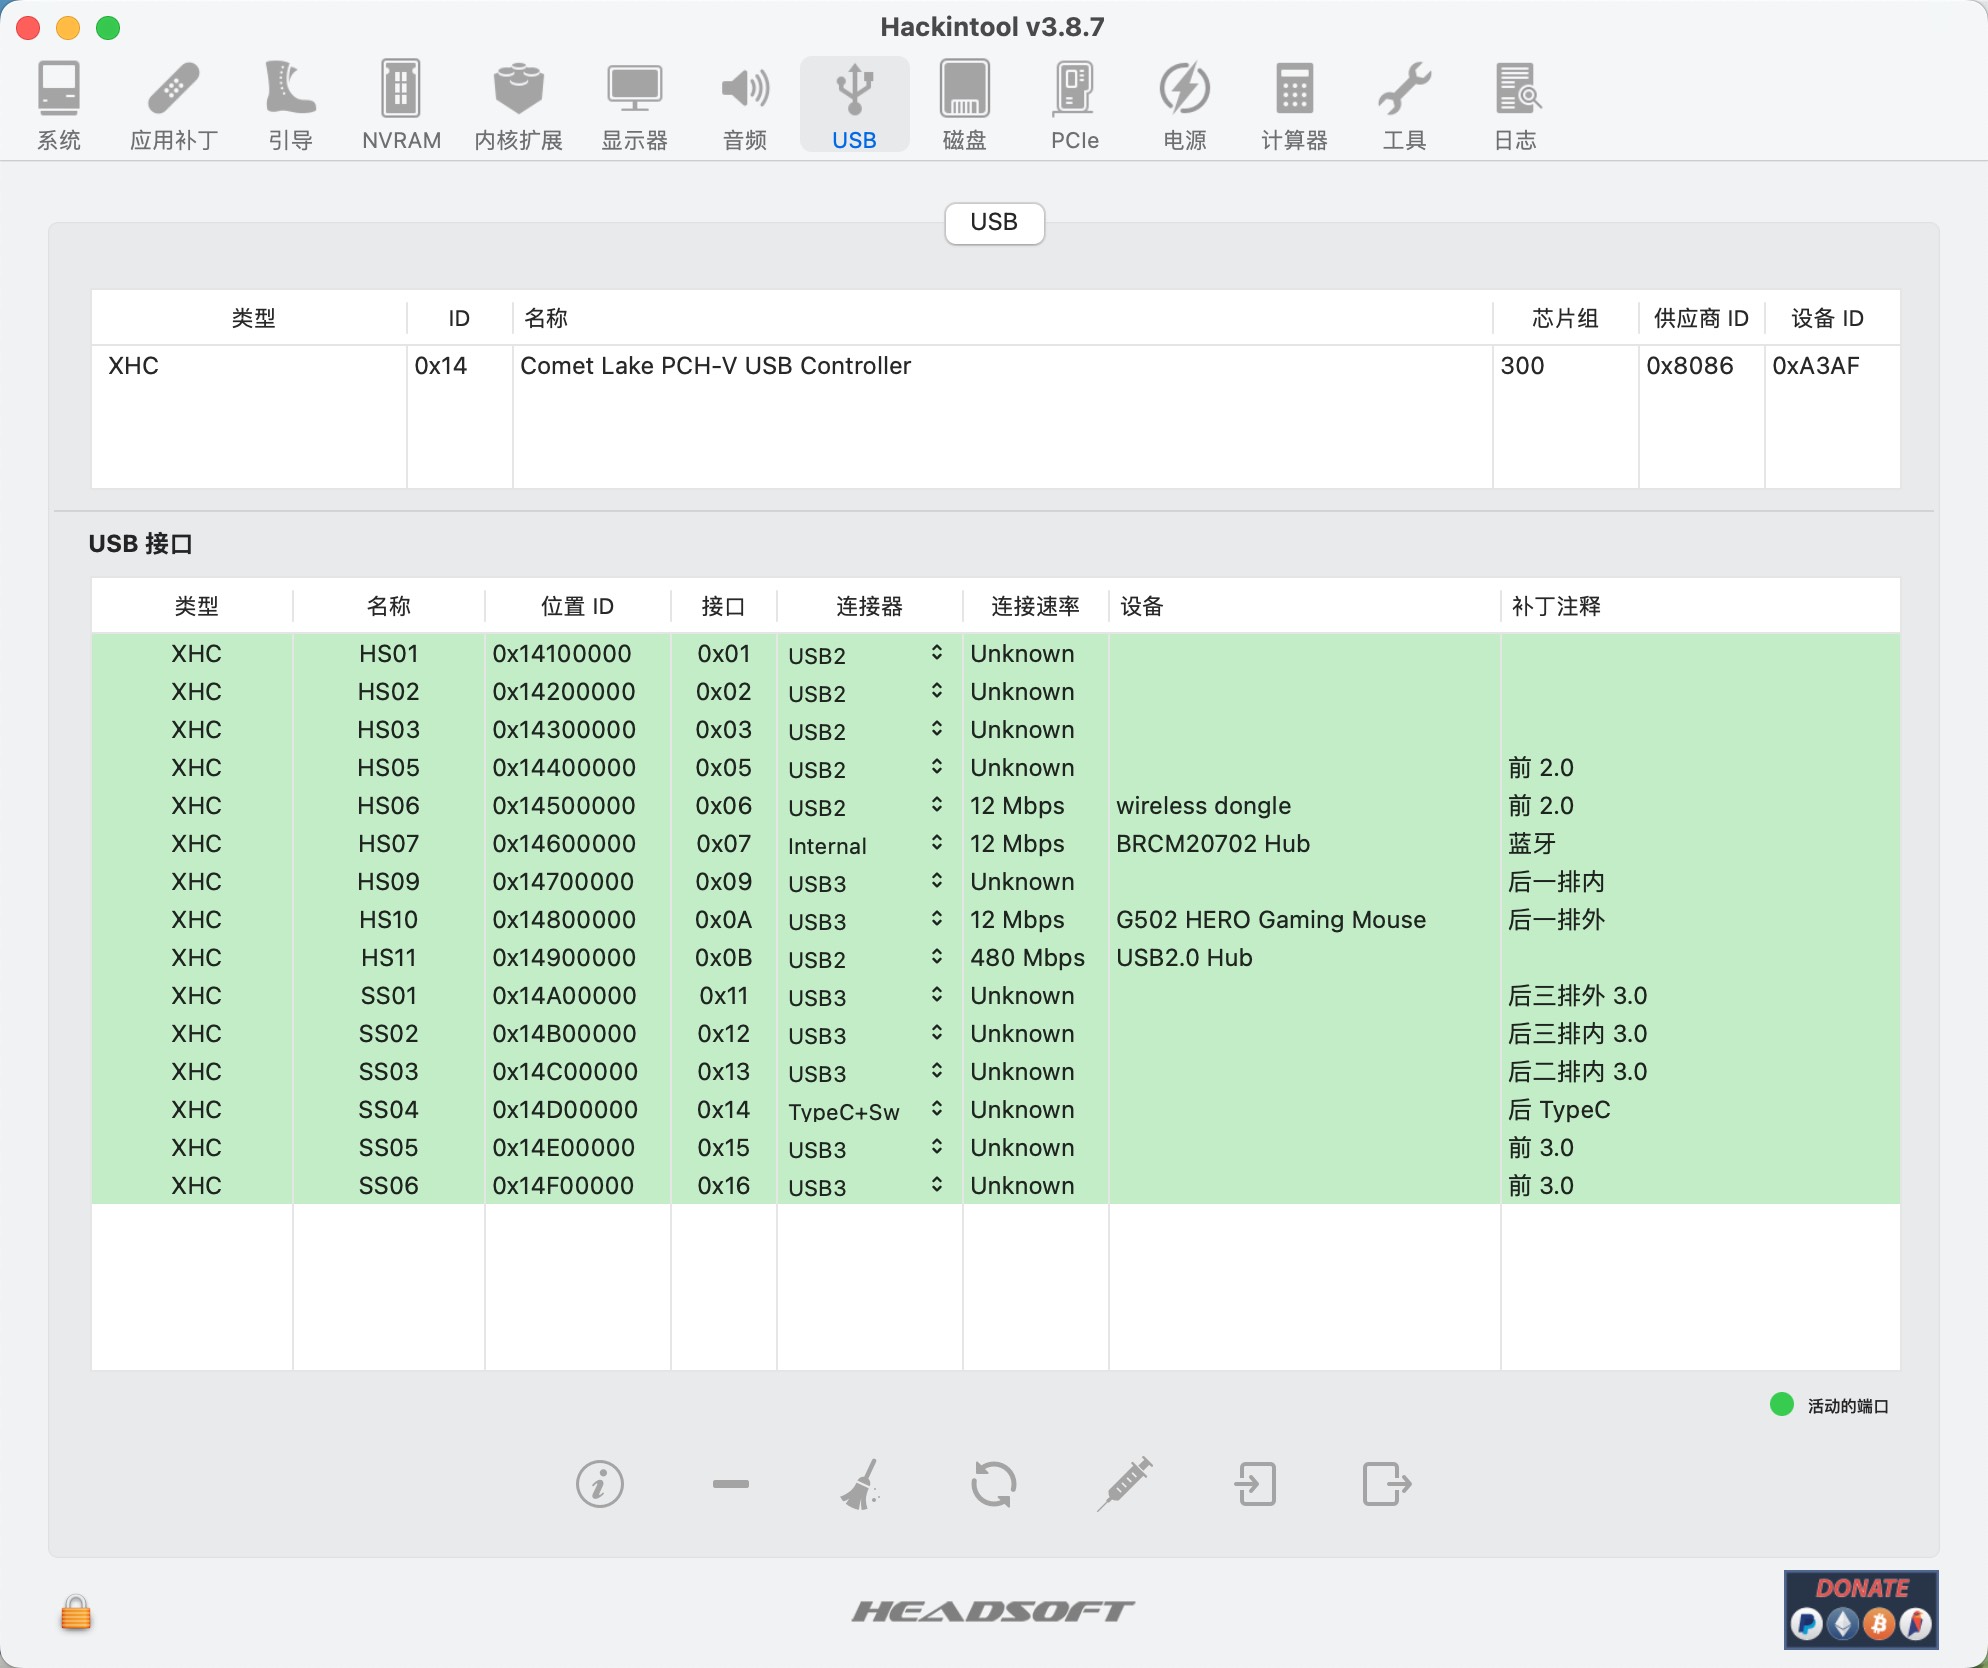 Hackintool v3.8.7
系统 应用补丁 引导 NVRAM 内核扩展 显示器 音频 USB 磁盘 PCIe 电源 计算器 工具 日志
USB
类型 ID 名称 芯片组 供应商 ID 设备 ID
XHC 0x14 Comet Lake PCH-V USB Controller 300 0x8086 0xA3AF
USB 接口
类型 名称 位置 ID 接口 连接器 连接速率 设备 补丁注释
XHC HS01 0x14100000 0x01 USB2 Unknown
XHC HS02 0x14200000 0x02 USB2 Unknown
XHC HS03 0x14300000 0x03 USB2 Unknown
XHC HS05 0x14400000 0x05 USB2 Unknown 前 2.0
XHC HS06 0x14500000 0x06 USB2 12 Mbps wireless dongle 前 2.0
XHC HS07 0x14600000 0x07 Internal 12 Mbps BRCM20702 Hub 蓝牙
XHC HS09 0x14700000 0x09 USB3 Unknown 后一排内
XHC HS10 0x14800000 0x0A USB3 12 Mbps G502 HERO Gaming Mouse 后一排外
XHC HS11 0x14900000 0x0B USB2 480 Mbps USB2.0 Hub
XHC SS01 0x14A00000 0x11 USB3 Unknown 后三排外 3.0
XHC SS02 0x14B00000 0x12 USB3 Unknown 后三排内 3.0
XHC SS03 0x14C00000 0x13 USB3 Unknown 后二排内 3.0
XHC SS04 0x14D00000 0x14 TypeC+Sw Unknown 后 TypeC
XHC SS05 0x14E00000 0x15 USB3 Unknown 前 3.0
XHC SS06 0x14F00000 0x16 USB3 Unknown 前 3.0
活动的端口
HEADSOFT
DONATE